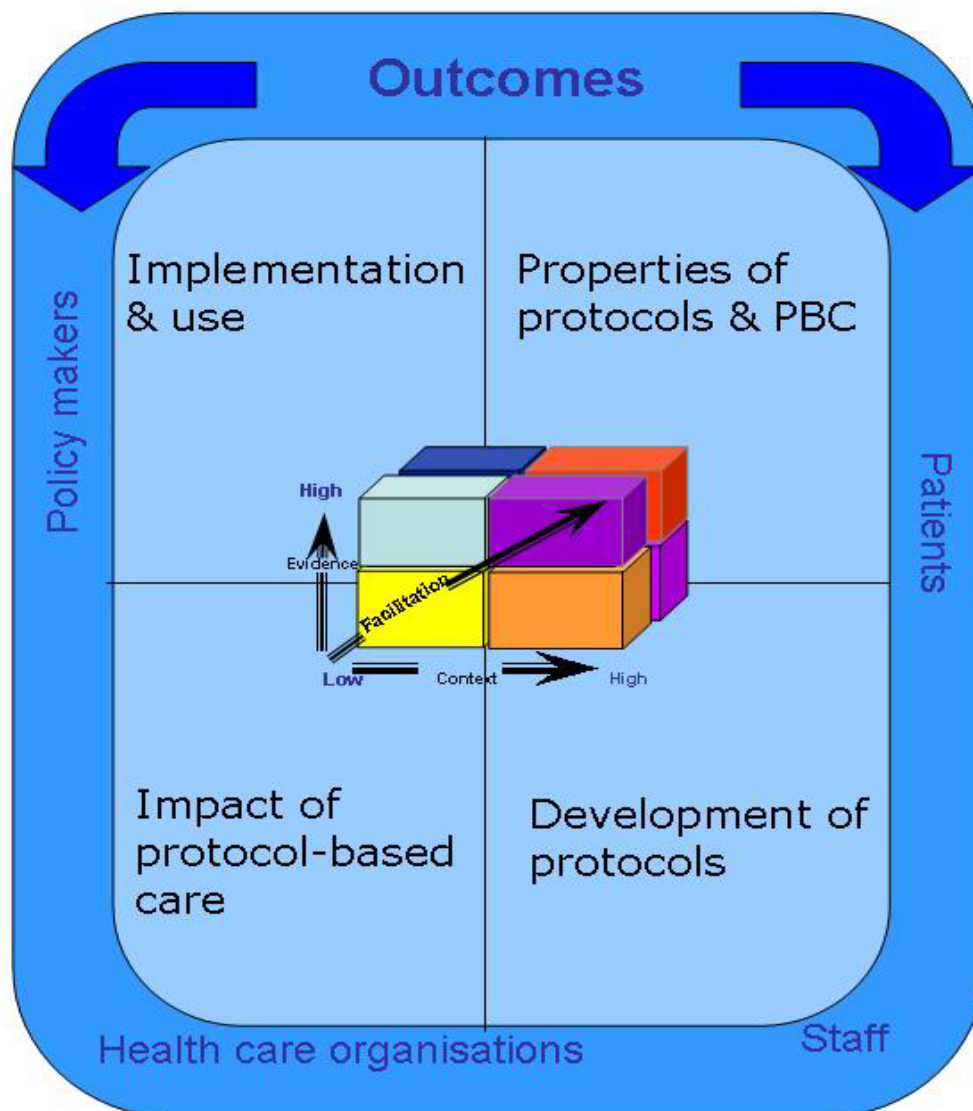 Outcomes
Implementation
& use
Properties of
protocols & PBC
Policy makers
Patients
High
Evidence
Facilitation
Low
Context
High
Impact of
protocol-based
care
Development of
protocols
Health care organisations
Staff